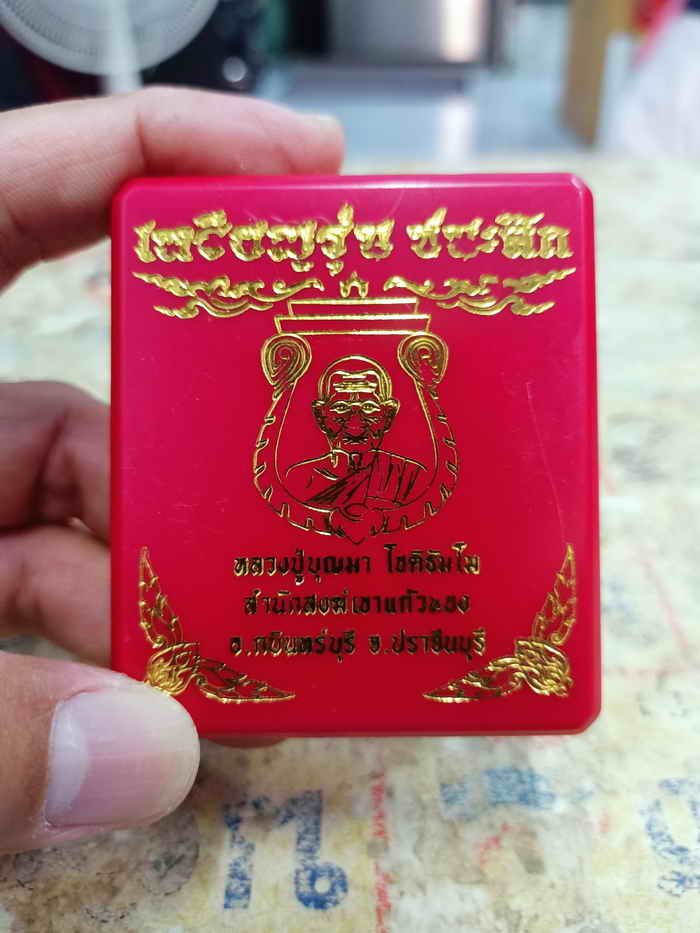 เหรียญรุ่น ชนะศึก
หลวงปู่บุญมา โชติธัมโม
สำนักสงฆ์เขาแก้วทอง
อ.กบินทร์บุรี จ.ปราจีนบุรี